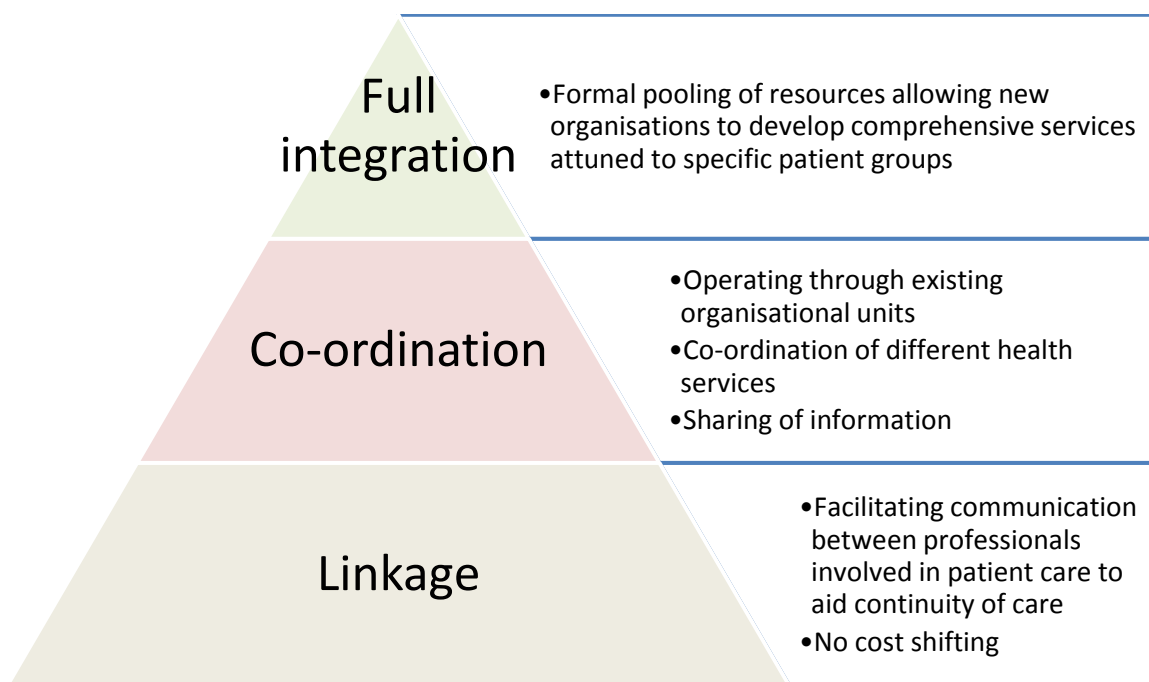 Full
integration
•Formal pooling of resources allowing new
organisations to develop comprehensive services
attuned to specific patient groups
Co-ordination
•Operating through existing
organisational units
•Co-ordination of different health
services
•Sharing of information
Linkage
•Facilitating communication
between professionals
involved in patient care to
aid continuity of care
•No cost shifting